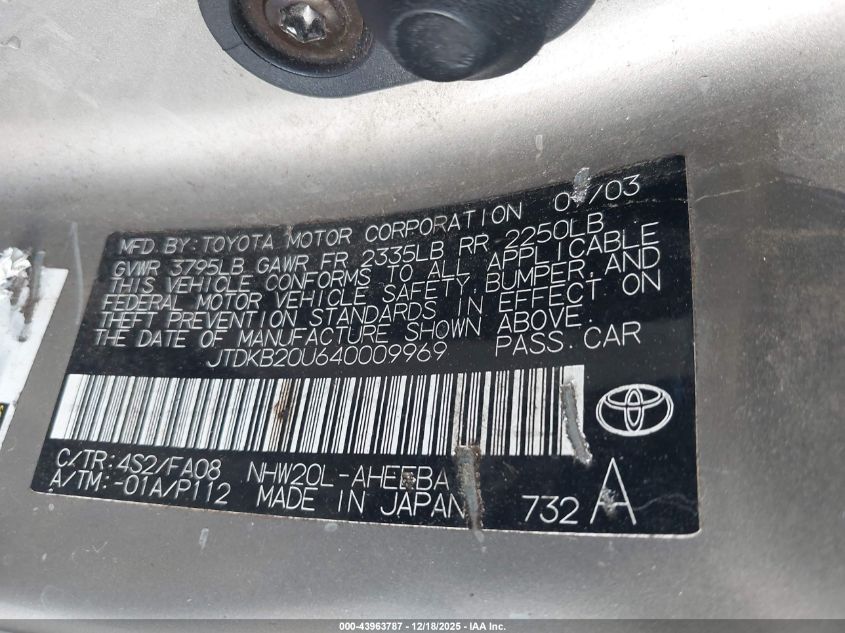 MFD. BY: TOYOTA MOTOR CORPORATION /03
GVWR 3795LB GAWR FR 2335LB RR 2250LB
THIS VEHICLE CONFORMS TO ALL APPLICABLE
FEDERAL MOTOR VEHICLE SAFETY, BUMPER, AND
THEFT PREVENTION STANDARDS IN EFFECT ON
THE DATE OF MANUFACTURE SHOWN ABOVE.
JTDKB20U640009969 PASS. CAR
C/TR: 4S2/FA08 NHW20L-AHEEBA
A/TM: -01A/P112 MADE IN JAPAN 732 A
000-43963787 - 12/18/2025 - IAA Inc.